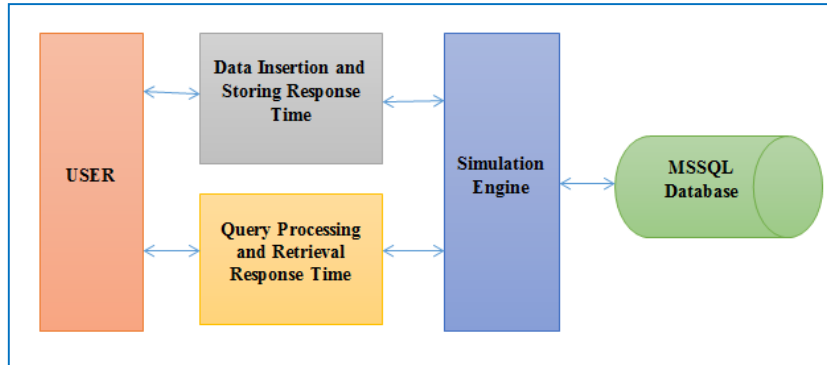 USER
Data Insertion and
Storing Response
Time
Query Processing
and Retrieval
Response Time
Simulation
Engine
MSSQL
Database